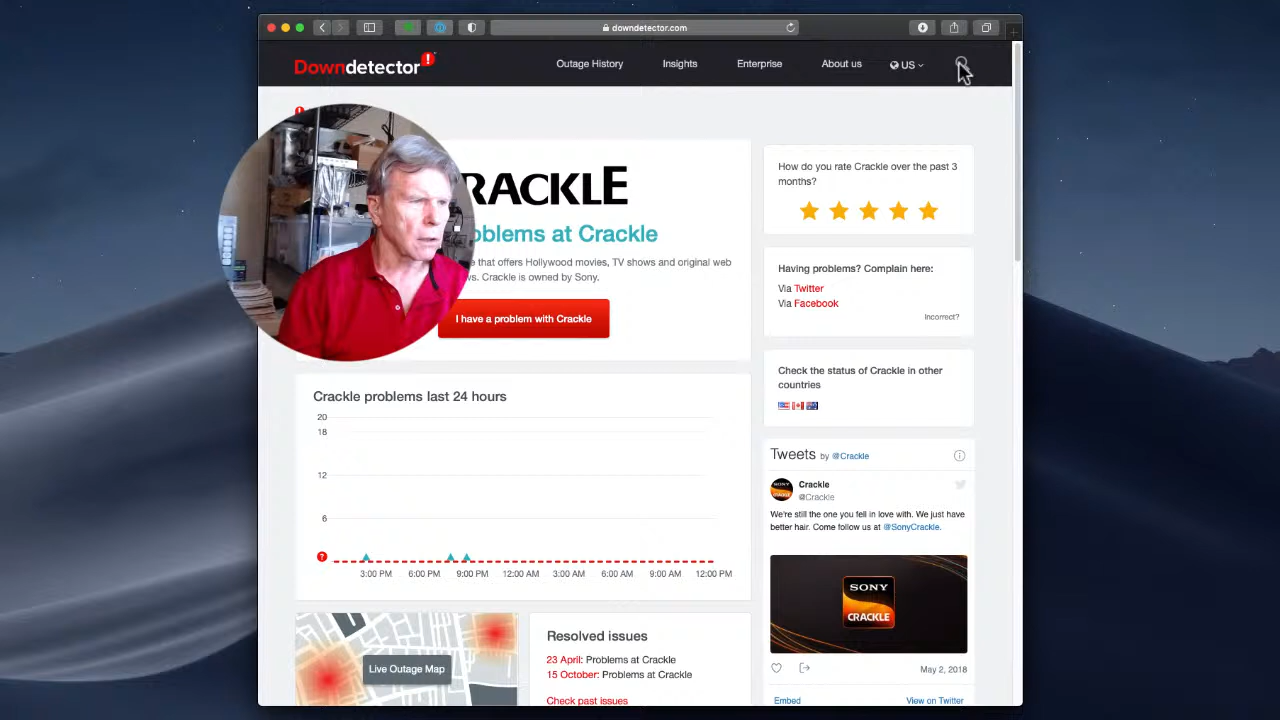 downdetector.com
Downdetector
Outage History
Insights
Enterprise
About us
US
RACKLE
oblems at Crackle
e that offers Hollywood movies, TV shows and original web
ws. Crackle is owned by Sony.
I have a problem with Crackle
How do you rate Crackle over the past 3
months?
Having problems? Complain here:
Via Twitter
Via Facebook
Incorrect?
Check the status of Crackle in other
countries
Crackle problems last 24 hours
20
18
12
6
3:00 PM 6:00 PM 9:00 PM 12:00 AM 3:00 AM 6:00 AM 9:00 AM 12:00 PM
Tweets by @Crackle
Crackle
@Crackle
We're still the one you fell in love with. We just have
better hair. Come follow us at @SonyCrackle.
SONY
CRACKLE
May 2, 2018
Embed
View on Twitter
Live Outage Map
Resolved issues
23 April: Problems at Crackle
15 October: Problems at Crackle
Check past issues